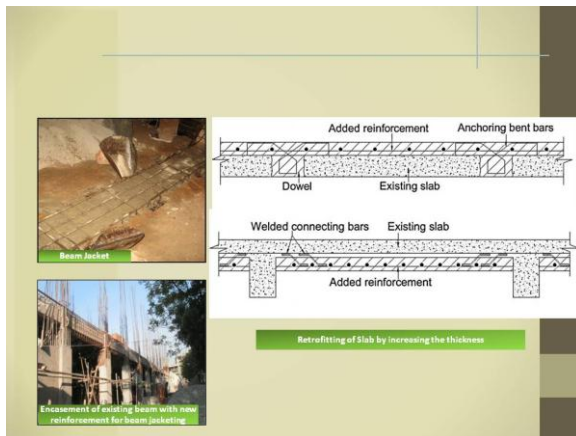 Added reinforcement
Anchoring bent bars
Dowel
Existing slab
Beam Jacket
Welded connecting bars
Existing slab
Added reinforcement
Retrofitting of Slab by increasing the thickness
Encasement of existing beam with new
reinforcement for beam jacketing